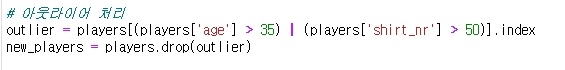 # 아웃라이어 처리
outlier = players[(players['age'] > 35) | (players['shirt_nr'] > 50)].index
new_players = players.drop(outlier)